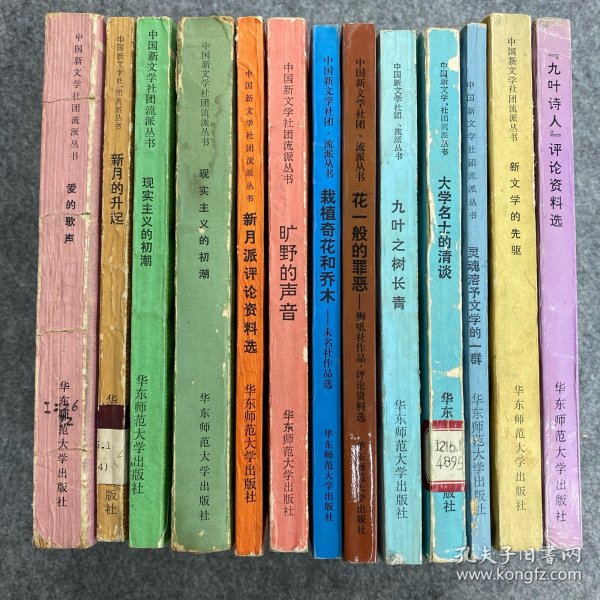 中国新文学社团流派丛书
爱的歌声
华东师范大学出版社
中国新文学社团流派丛书
新月的升起
华东
版社
中国新文学社团流派丛书
现实主义的初潮
华东师范大学出版社
中国新文学社团流派丛书
现实主义的初潮
华东师范大学出版社
中国新文学社团流派丛书
新月派评论资料选
华东师范大学出版社
中国新文学社团流派丛书
旷野的声音
华东师范大学出版社
中国新文学社团、流派丛书
栽植奇花和乔木
——未名社作品选
华东师范大学出版社
中国新文学社团、流派丛书
花一般的罪恶
——狮吼社作品·评论资料选
华东师范大学出版社
中国新文学社团、流派丛书
九叶之树长青
华东师范大学出版社
中国新文学社团、流派丛书
大学名士的清谈
华东
I216.1
4895
版社
中国新文学社团流派丛书
灵魂溶于文学的一群
华东
出版社
中国新文学社团流派丛书
新文学的先驱
华东师范大学出版社
『九叶诗人』评论资料选
华东师范大学出版社
孔夫子旧书网
www.kongfz.com